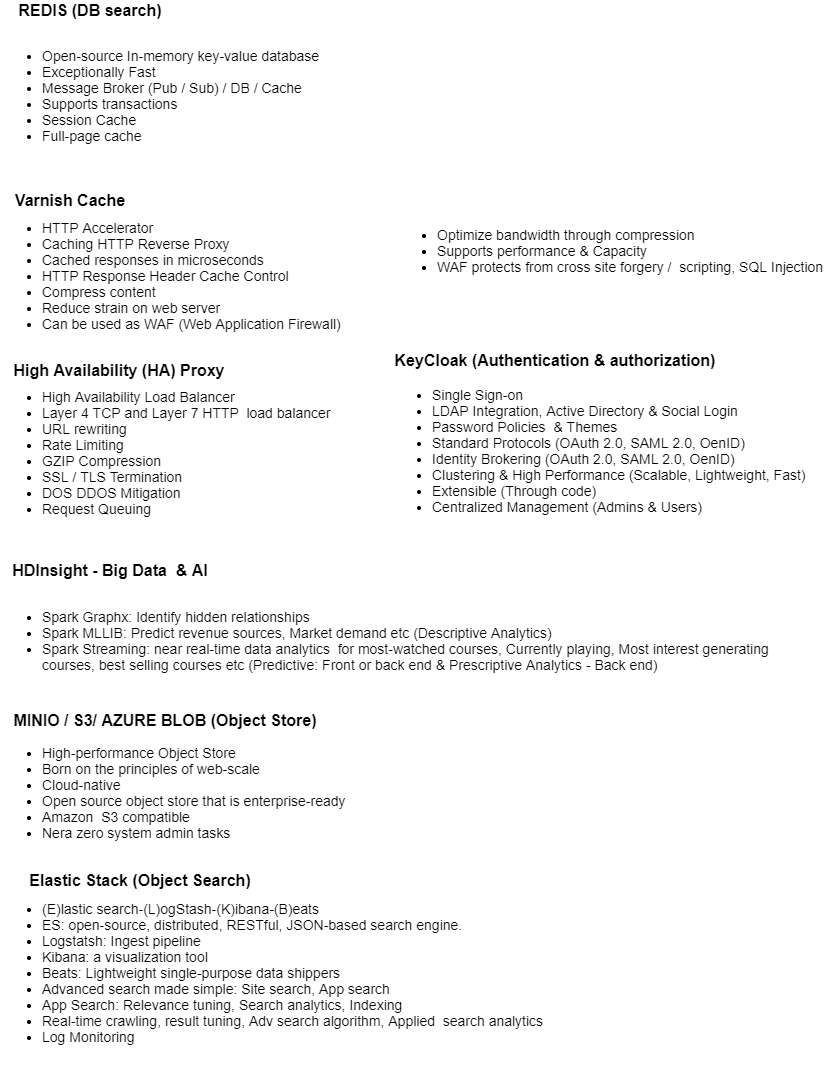 REDIS (DB search)
Open-source In-memory key-value database
Exceptionally Fast
Message Broker (Pub / Sub) / DB / Cache
Supports transactions
Session Cache
Full-page cache
Varnish Cache
HTTP Accelerator
Caching HTTP Reverse Proxy
Cached responses in microseconds
HTTP Response Header Cache Control
Compress content
Reduce strain on web server
Can be used as WAF (Web Application Firewall)
Optimize bandwidth through compression
Supports performance & Capacity
WAF protects from cross site forgery /  scripting, SQL Injection
High Availability (HA) Proxy
High Availability Load Balancer
Layer 4 TCP and Layer 7 HTTP  load balancer
URL rewriting
Rate Limiting
GZIP Compression
SSL / TLS Termination
DOS DDOS Mitigation
Request Queuing
KeyCloak (Authentication & authorization)
Single Sign-on
LDAP Integration, Active Directory & Social Login
Password Policies  & Themes
Standard Protocols (OAuth 2.0, SAML 2.0, OenID)
Identity Brokering (OAuth 2.0, SAML 2.0, OenID)
Clustering & High Performance (Scalable, Lightweight, Fast)
Extensible (Through code)
Centralized Management (Admins & Users)
HDInsight - Big Data  & AI
Spark Graphx: Identify hidden relationships
Spark MLLIB: Predict revenue sources, Market demand etc (Descriptive Analytics)
Spark Streaming: near real-time data analytics  for most-watched courses, Currently playing, Most interest generating
courses, best selling courses etc (Predictive: Front or back end & Prescriptive Analytics - Back end)
MINIO / S3/ AZURE BLOB (Object Store)
High-performance Object Store
Born on the principles of web-scale
Cloud-native
Open source object store that is enterprise-ready
Amazon  S3 compatible
Nera zero system admin tasks
Elastic Stack (Object Search)
(E)lastic search-(L)ogStash-(K)ibana-(B)eats
ES: open-source, distributed, RESTful, JSON-based search engine.
Logstatsh: Ingest pipeline
Kibana: a visualization tool
Beats: Lightweight single-purpose data shippers
Advanced search made simple: Site search, App search
App Search: Relevance tuning, Search analytics, Indexing
Real-time crawling, result tuning, Adv search algorithm, Applied  search analytics
Log Monitoring